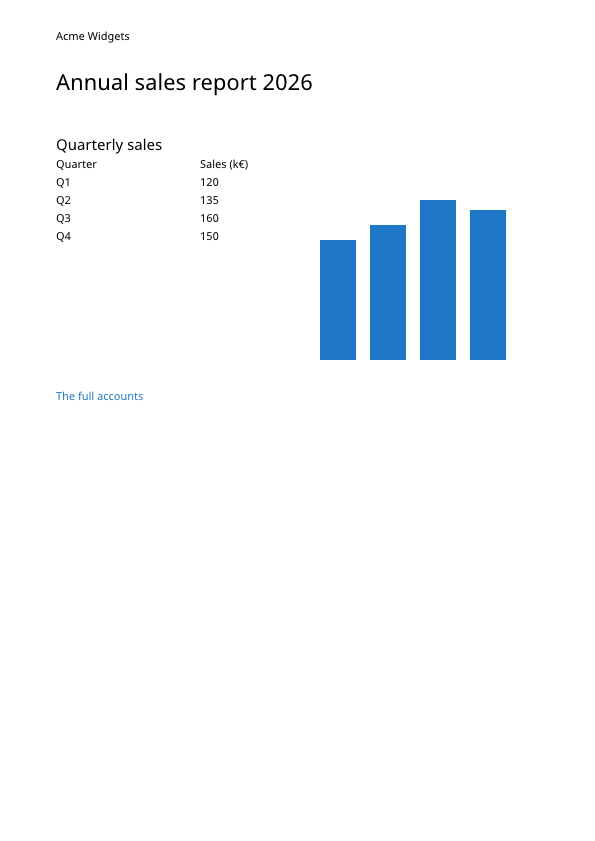 Acme Widgets
Annual sales report 2026
Quarterly sales
Quarter Sales (k€)
Q1 120
Q2 135
Q3 160
Q4 150
The full accounts